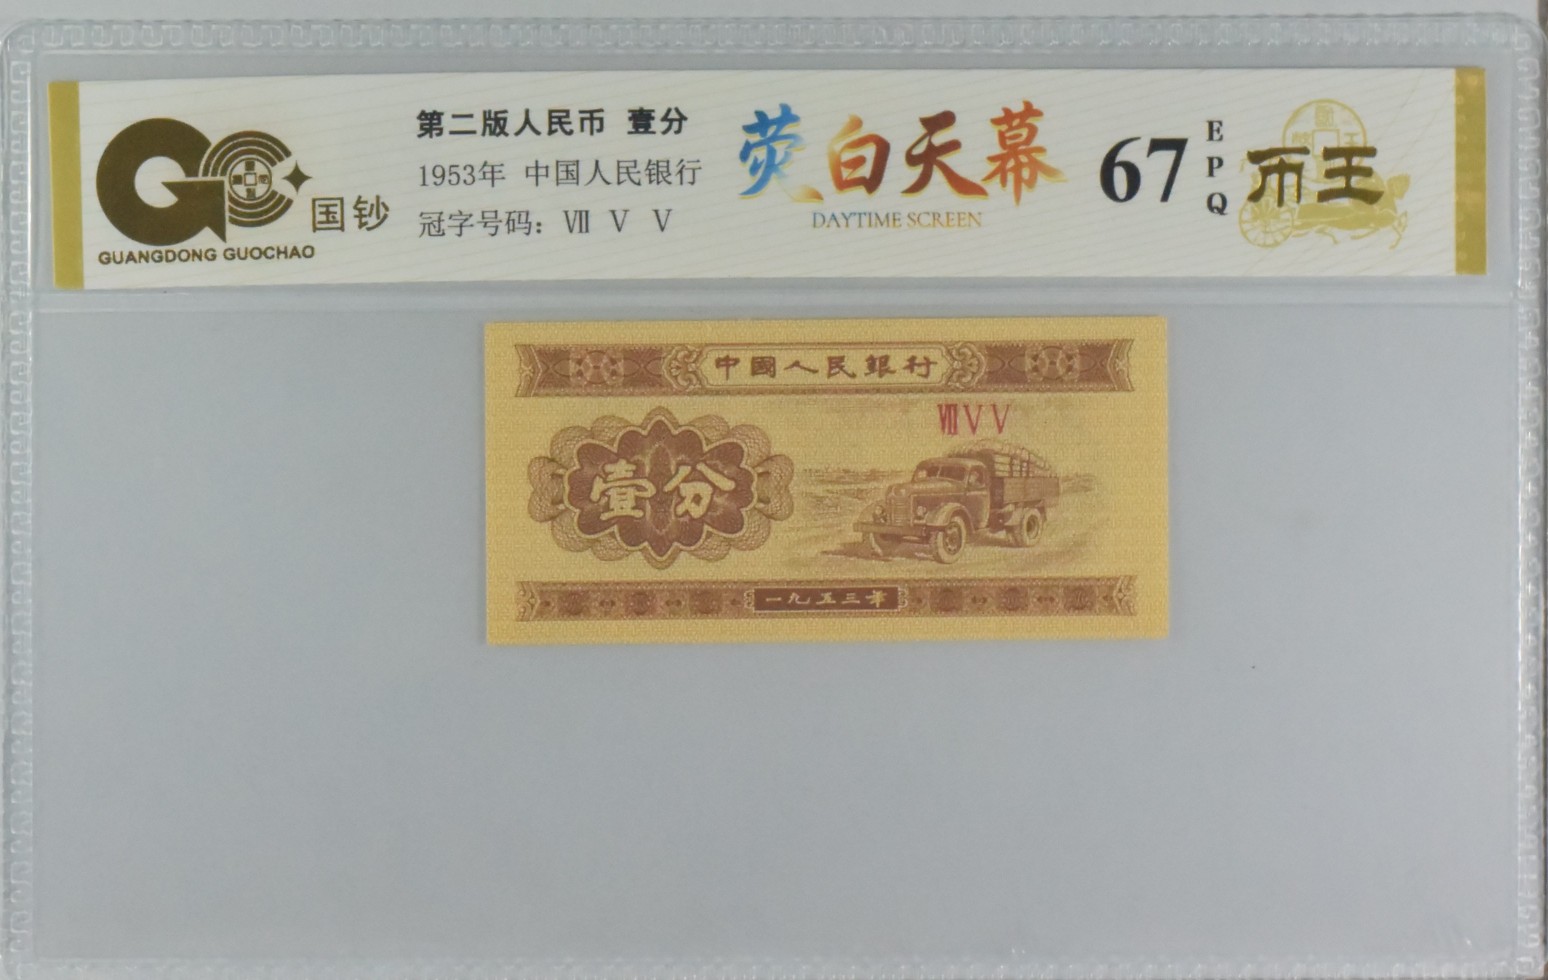 国钞
GUANGDONG GUOCHAO
第二版人民币 壹分
1953年 中国人民银行
冠字号码: Ⅶ Ⅴ Ⅴ
荧白天幕
DAYTIME SCREEN
67
EPQ
币王
中國人民銀行
ⅦⅤⅤ
壹分
一九五三年